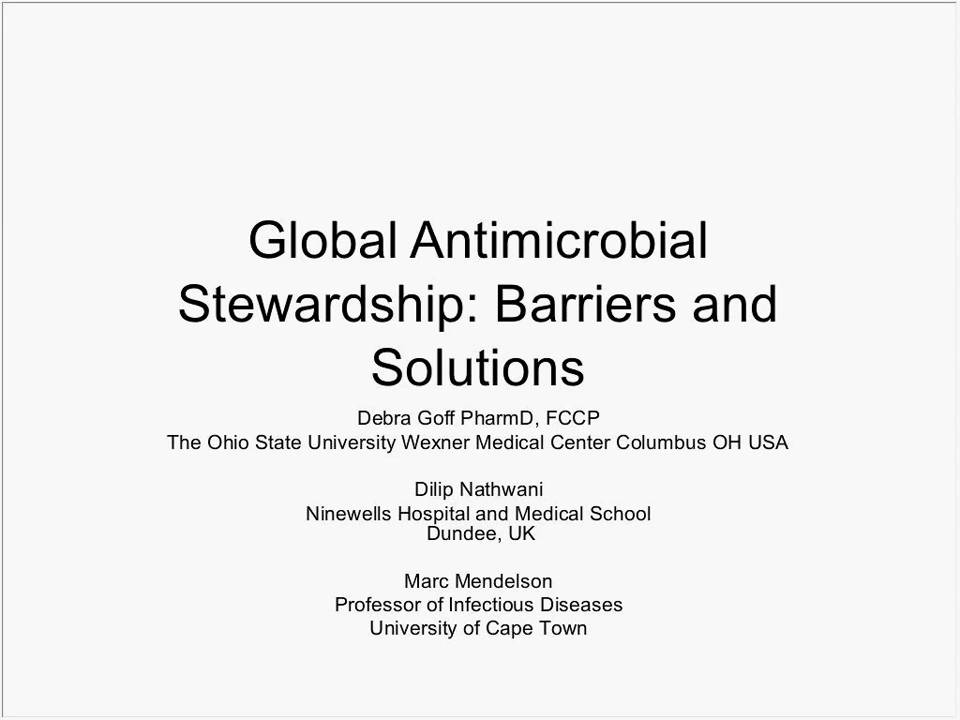 Global Antimicrobial
Stewardship: Barriers and
Solutions
Debra Goff PharmD, FCCP
The Ohio State University Wexner Medical Center Columbus OH USA
Dilip Nathwani
Ninewells Hospital and Medical School
Dundee, UK
Marc Mendelson
Professor of Infectious Diseases
University of Cape Town